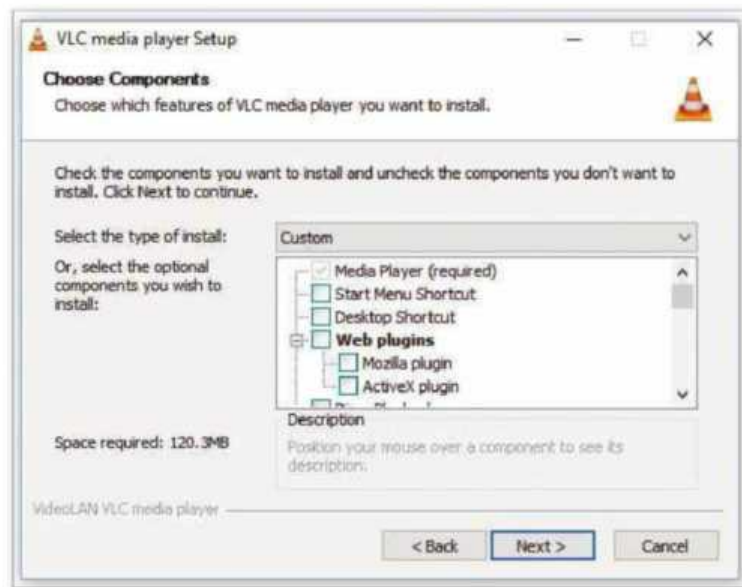 VLC media player Setup
Choose Components
Choose which features of VLC media player you want to install.
Check the components you want to install and uncheck the components you don't want to
install. Click Next to continue.
Select the type of install:
Custom
Or, select the optional
components you wish to
install:
Media Player (required)
Start Menu Shortcut
Desktop Shortcut
Web plugins
Mozilla plugin
ActiveX plugin
Space required: 120.3MB
Description
Position your mouse over a component to see its
description.
VideoLAN VLC media player
< Back
Next >
Cancel